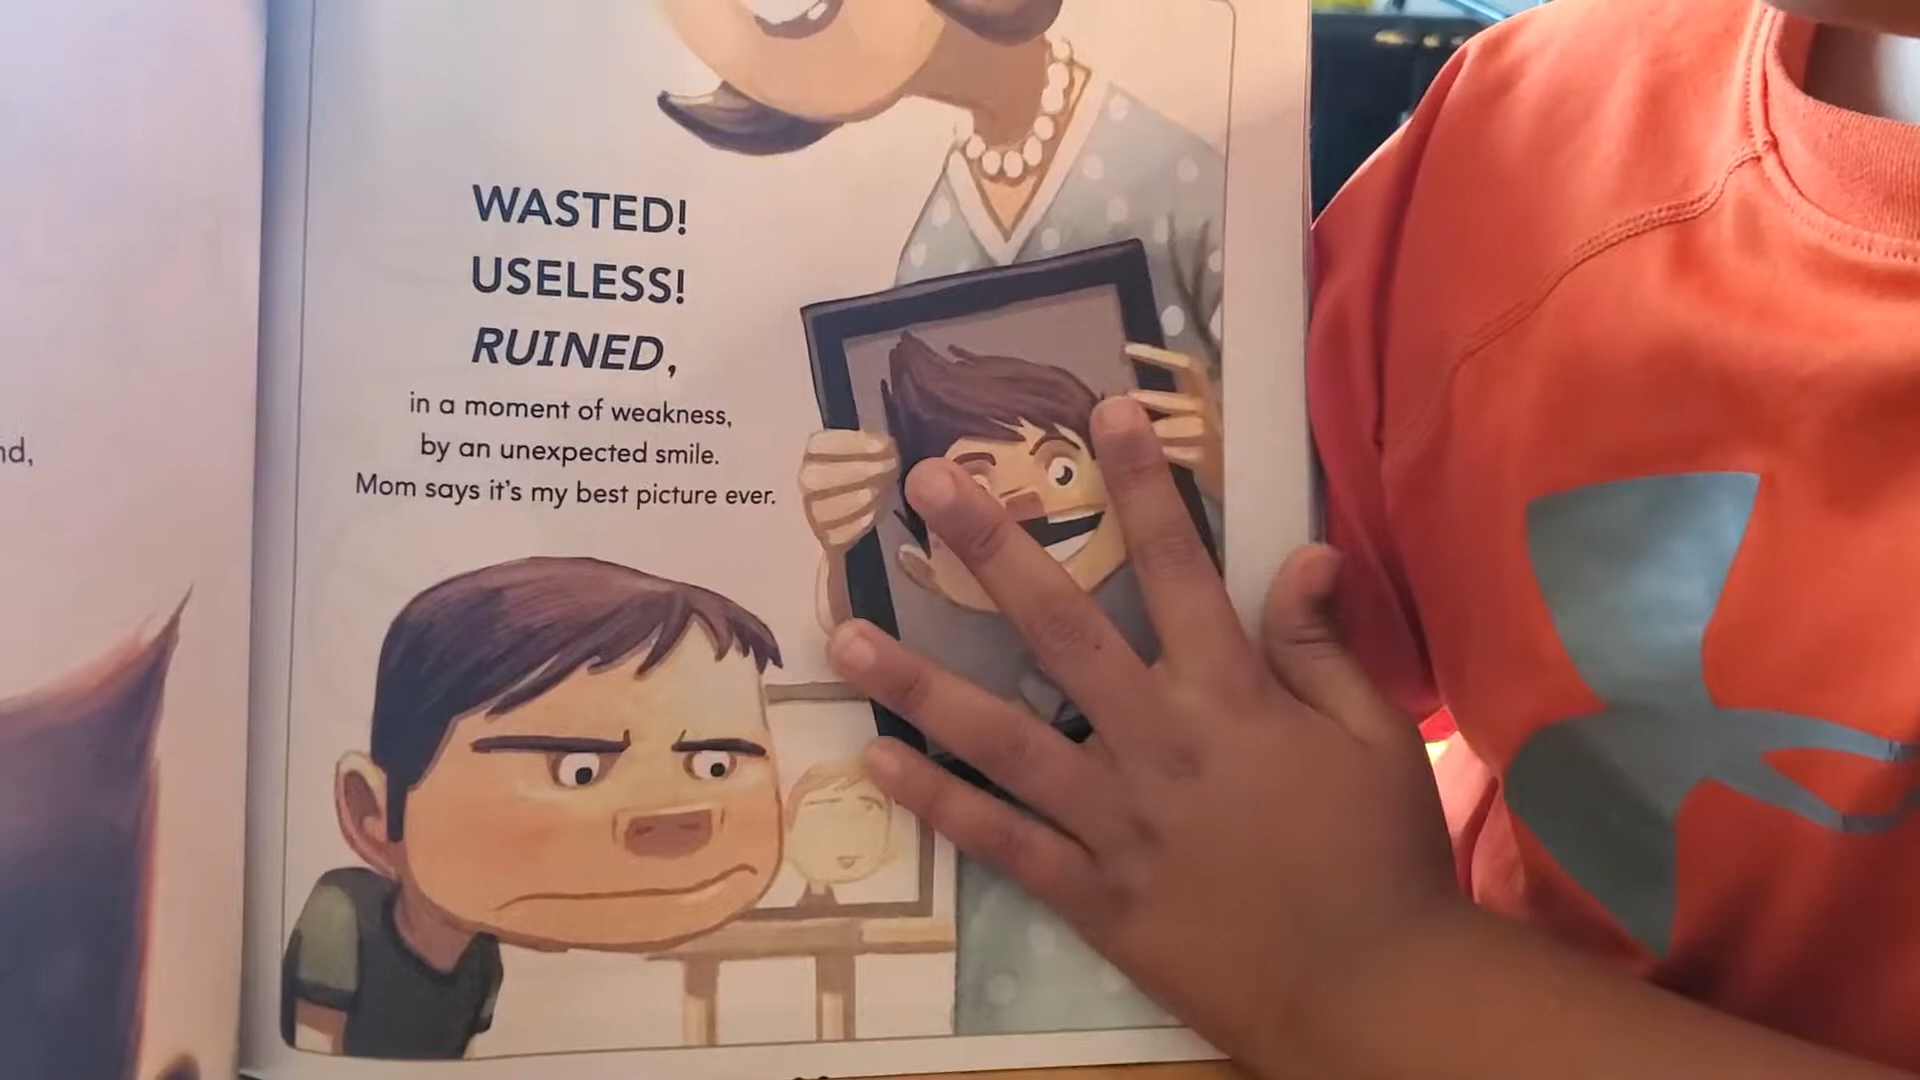 WASTED!
USELESS!
RUINED,
in a moment of weakness,
by an unexpected smile.
Mom says it's my best picture ever.